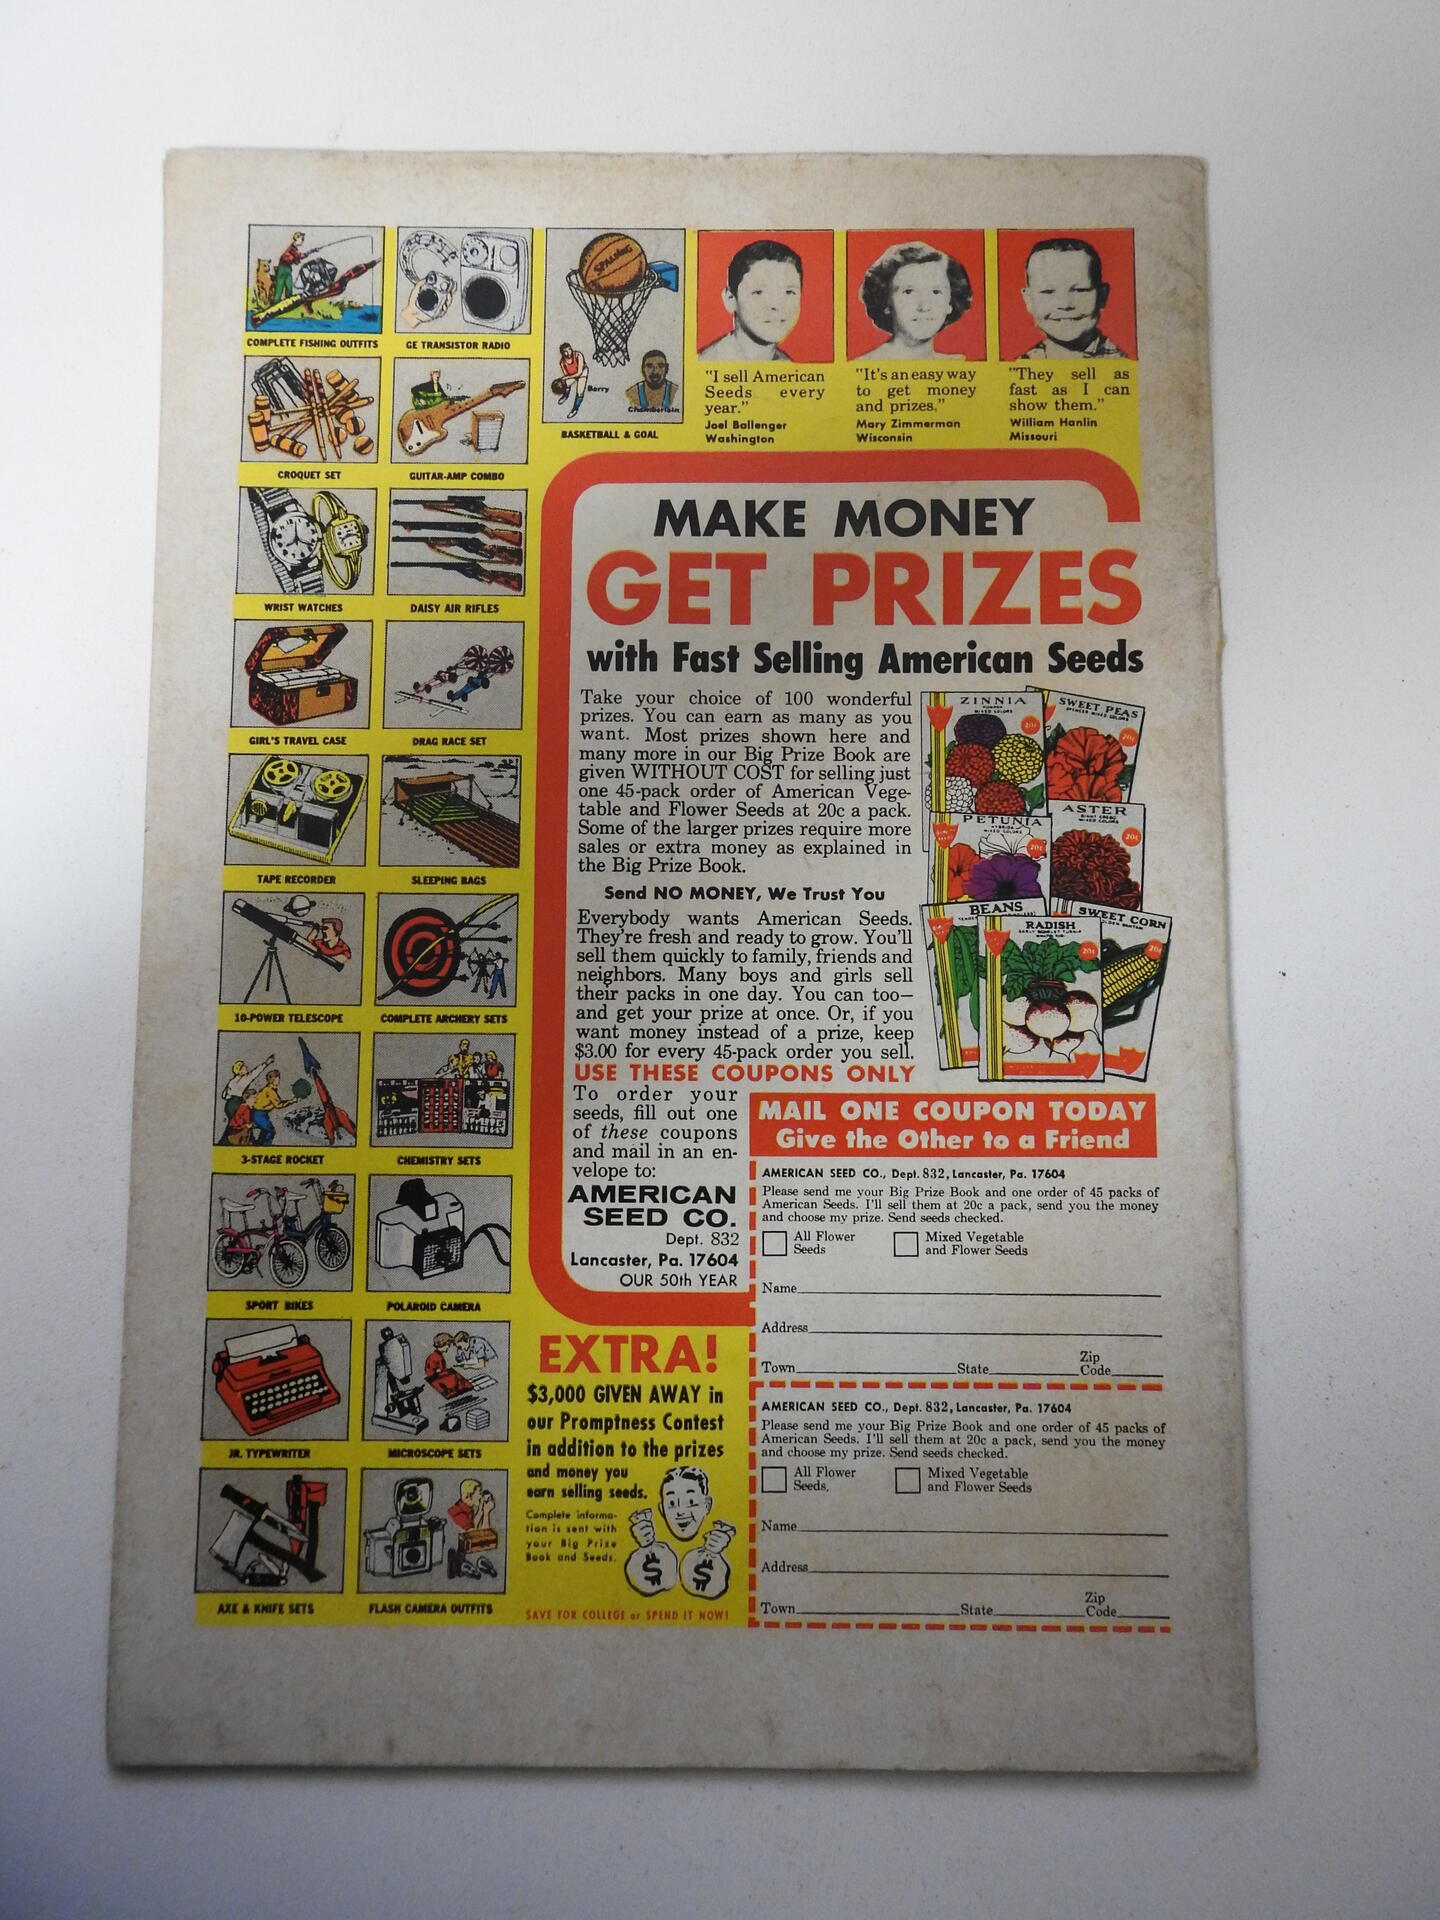 COMPLETE FISHING OUTFITS
GE TRANSISTOR RADIO
SPALDING
Barry
Chamberlain
BASKETBALL & GOAL
CROQUET SET
GUITAR-AMP COMBO
WRIST WATCHES
DAISY AIR RIFLES
GIRL'S TRAVEL CASE
DRAG RACE SET
TAPE RECORDER
SLEEPING BAGS
10-POWER TELESCOPE
COMPLETE ARCHERY SETS
3-STAGE ROCKET
CHEMISTRY SETS
SPORT BIKES
POLAROID CAMERA
JR. TYPEWRITER
MICROSCOPE SETS
AXE & KNIFE SETS
FLASH CAMERA OUTFITS
"I sell American
Seeds every
year."
Joel Ballenger
Washington
"It's an easy way
to get money
and prizes."
Mary Zimmerman
Wisconsin
"They sell as
fast as I can
show them."
William Hanlin
Missouri
MAKE MONEY
GET PRIZES
with Fast Selling American Seeds
Take your choice of 100 wonderful
prizes. You can earn as many as you
want. Most prizes shown here and
many more in our Big Prize Book are
given WITHOUT COST for selling just
one 45-pack order of American Vege-
table and Flower Seeds at 20c a pack.
Some of the larger prizes require more
sales or extra money as explained in
the Big Prize Book.
Send NO MONEY, We Trust You
Everybody wants American Seeds.
They're fresh and ready to grow. You'll
sell them quickly to family, friends and
neighbors. Many boys and girls sell
their packs in one day. You can too—
and get your prize at once. Or, if you
want money instead of a prize, keep
$3.00 for every 45-pack order you sell.
USE THESE COUPONS ONLY
To order your
seeds, fill out one
of these coupons
and mail in an en-
velope to:
AMERICAN
SEED CO.
Dept. 832
Lancaster, Pa. 17604
OUR 50th YEAR
ZINNIA
MIXED COLORS
20c
SWEET PEAS
SPENCER MIXED COLORS
20c
PETUNIA
MIXED COLORS
20c
ASTER
MIXED COLORS
20c
BEANS
RADISH
20c
SWEET CORN
20c
MAIL ONE COUPON TODAY
Give the Other to a Friend
AMERICAN SEED CO., Dept. 832, Lancaster, Pa. 17604
Please send me your Big Prize Book and one order of 45 packs of
American Seeds. I'll sell them at 20c a pack, send you the money
and choose my prize. Send seeds checked.
All Flower
Seeds
Mixed Vegetable
and Flower Seeds
Name
Address
Town State Zip
Code
AMERICAN SEED CO., Dept. 832, Lancaster, Pa. 17604
Please send me your Big Prize Book and one order of 45 packs of
American Seeds. I'll sell them at 20c a pack, send you the money
and choose my prize. Send seeds checked.
All Flower
Seeds.
Mixed Vegetable
and Flower Seeds
Name
Address
Town State Zip
Code
EXTRA!
$3,000 GIVEN AWAY in
our Promptness Contest
in addition to the prizes
and money you
earn selling seeds.
Complete informa-
tion is sent with
your Big Prize
Book and Seeds.
$ $
SAVE FOR COLLEGE or SPEND IT NOW!